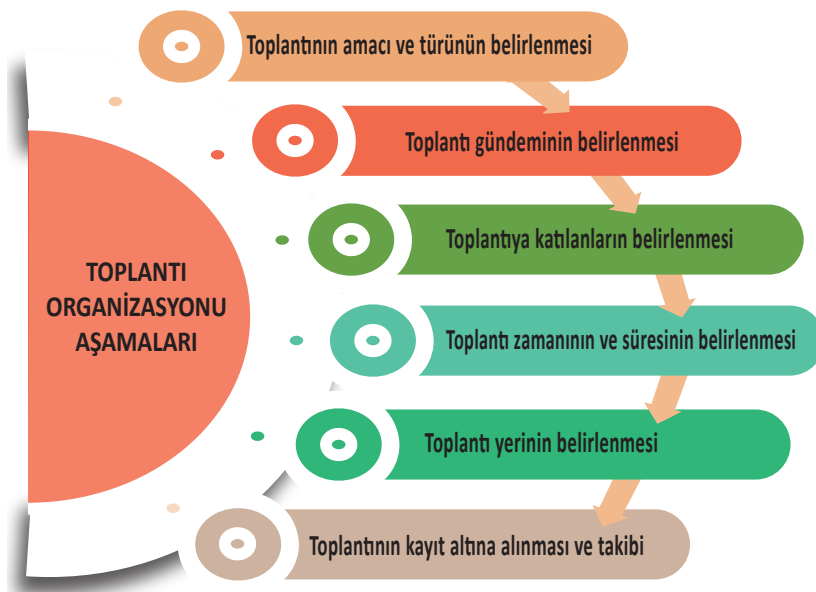 Toplantının amacı ve türünün belirlenmesi
Toplantı gündeminin belirlenmesi
Toplantıya katılanların belirlenmesi
TOPLANTI
ORGANİZASYONU
AŞAMALARI
Toplantı zamanının ve süresinin belirlenmesi
Toplantı yerinin belirlenmesi
Toplantının kayıt altına alınması ve takibi